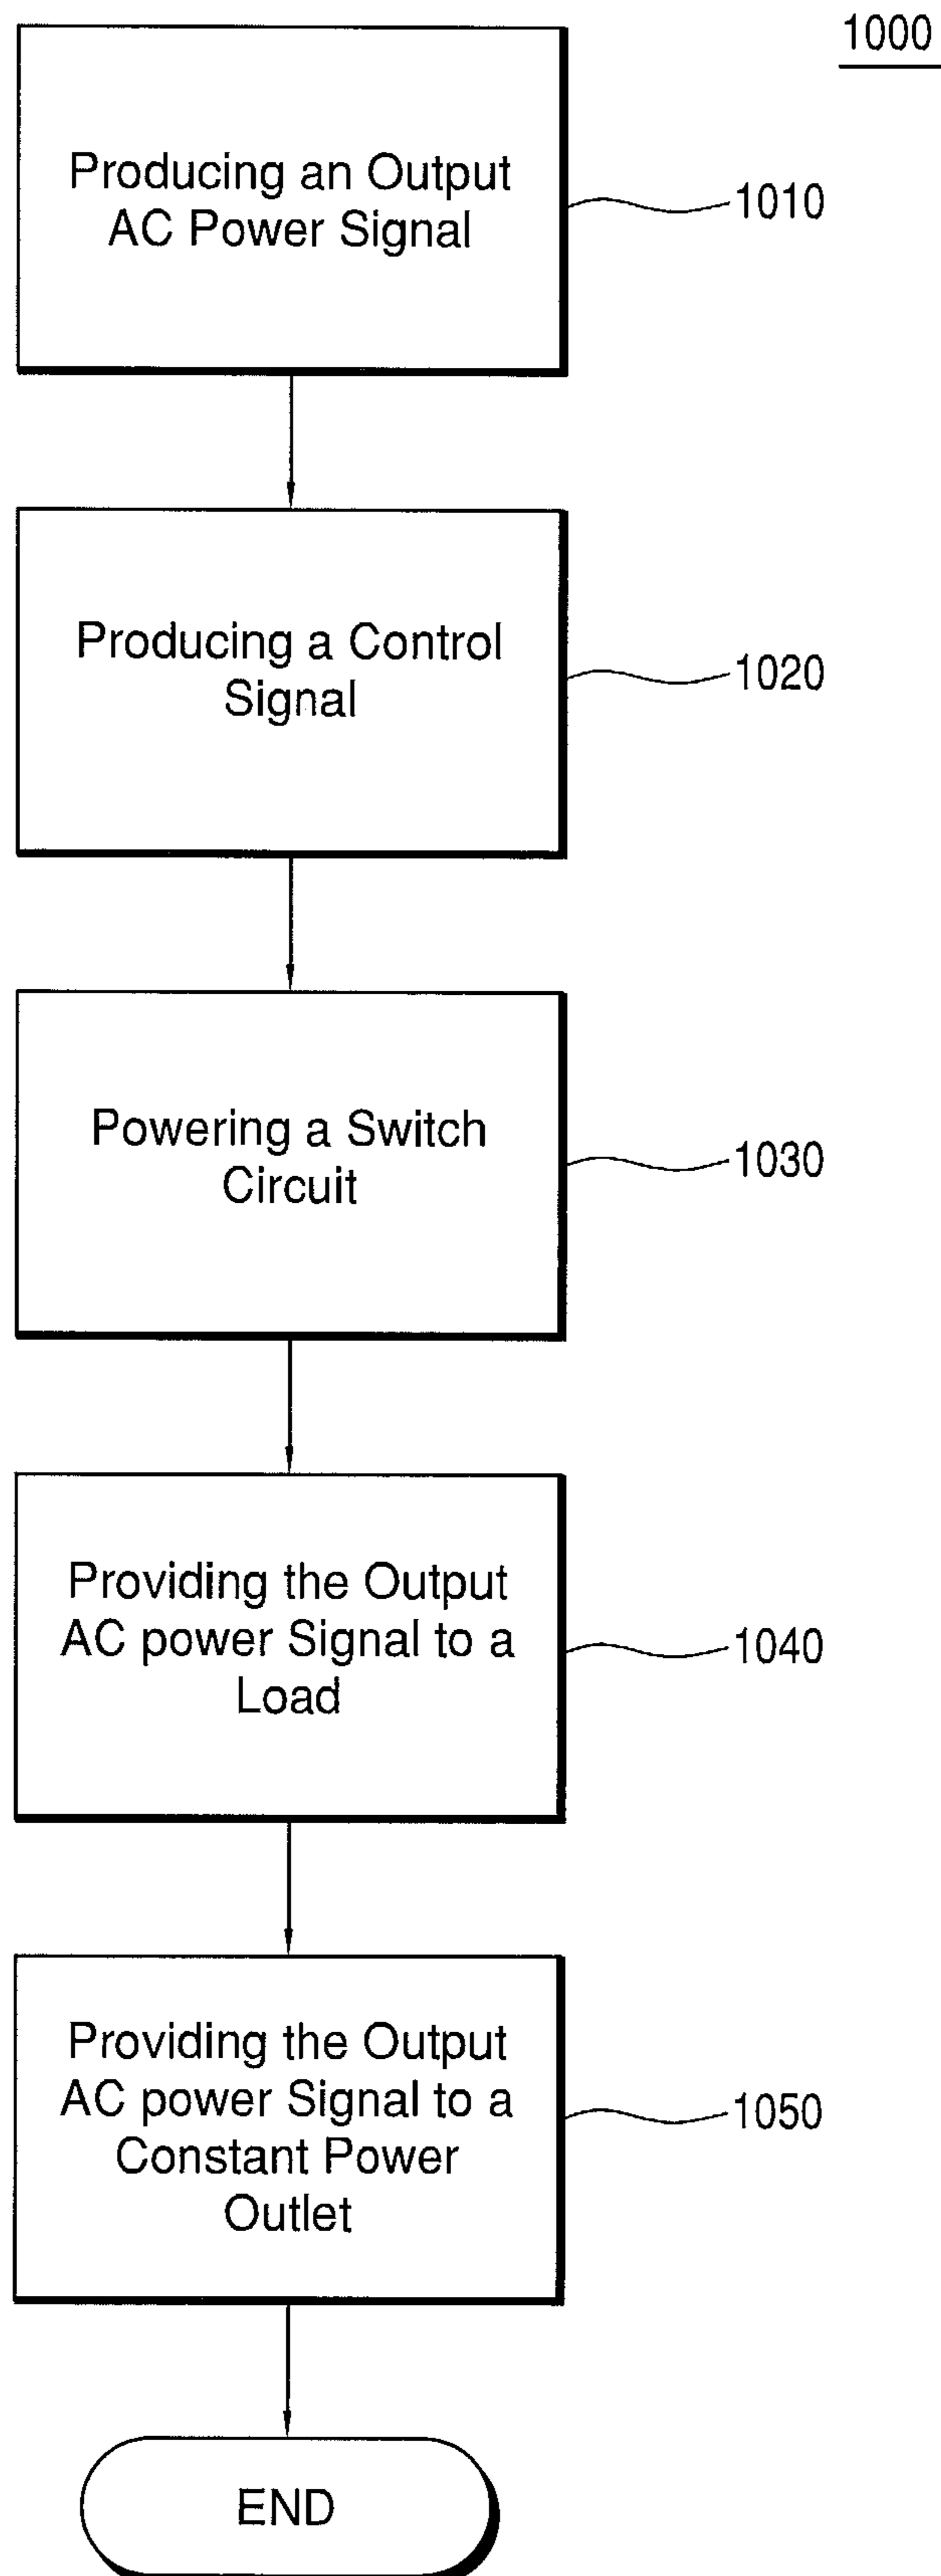 1000
Producing an Output
AC Power Signal
1010
Producing a Control
Signal
1020
Powering a Switch
Circuit
1030
Providing the Output
AC power Signal to a
Load
1040
Providing the Output
AC power Signal to a
Constant Power
Outlet
1050
END